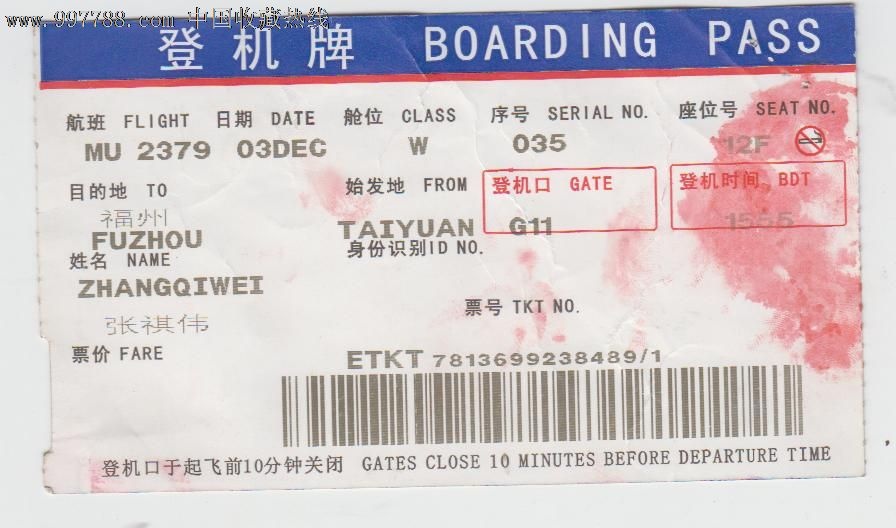 www.997788.com 中国收藏热线
登机牌 BOARDING PASS
航班 FLIGHT 日期 DATE 舱位 CLASS 序号 SERIAL NO. 座位号 SEAT NO.
MU 2379 03DEC W 035 12F
目的地 TO 始发地 FROM 登机口 GATE 登机时间 BDT
福州
FUZHOU TAIYUAN G11
身份识别ID NO.
姓名 NAME
ZHANGQIWEI
票号 TKT NO.
张祺伟
票价 FARE
ETKT 7813699238489/1
登机口于起飞前10分钟关闭 GATES CLOSE 10 MINUTES BEFORE DEPARTURE TIME